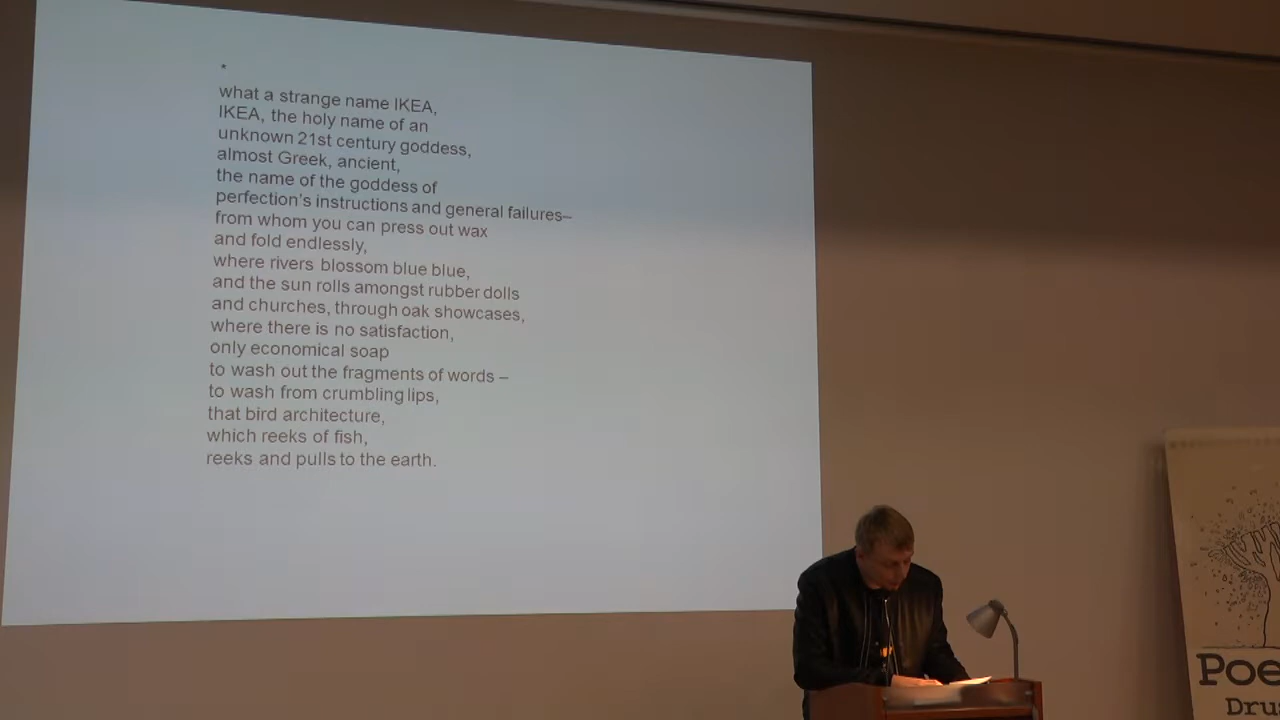 *
what a strange name IKEA,
IKEA, the holy name of an
unknown 21st century goddess,
almost Greek, ancient,
the name of the goddess of
perfection's instructions and general failures–
from whom you can press out wax
and fold endlessly,
where rivers blossom blue blue,
and the sun rolls amongst rubber dolls
and churches, through oak showcases,
where there is no satisfaction,
only economical soap
to wash out the fragments of words –
to wash from crumbling lips,
that bird architecture,
which reeks of fish,
reeks and pulls to the earth.
Poe
Dru